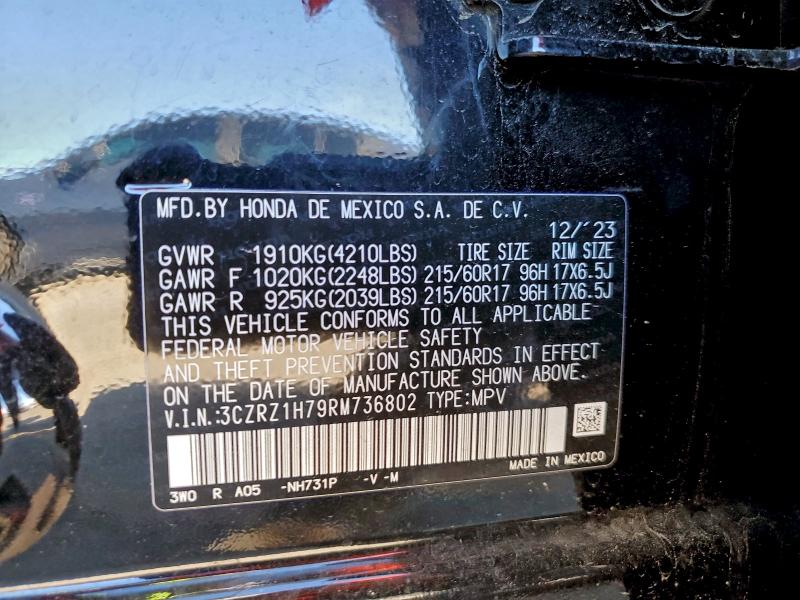 MFD.BY HONDA DE MEXICO S.A. DE C.V.
12/'23
GVWR 1910KG(4210LBS) TIRE SIZE RIM SIZE
GAWR F 1020KG(2248LBS) 215/60R17 96H 17X6.5J
GAWR R 925KG(2039LBS) 215/60R17 96H 17X6.5J
THIS VEHICLE CONFORMS TO ALL APPLICABLE
FEDERAL MOTOR VEHICLE SAFETY
AND THEFT PREVENTION STANDARDS IN EFFECT
ON THE DATE OF MANUFACTURE SHOWN ABOVE.
V.I.N.:3CZRZ1H79RM736802 TYPE:MPV
MADE IN MEXICO
3W0 R A05 -NH731P -V -M